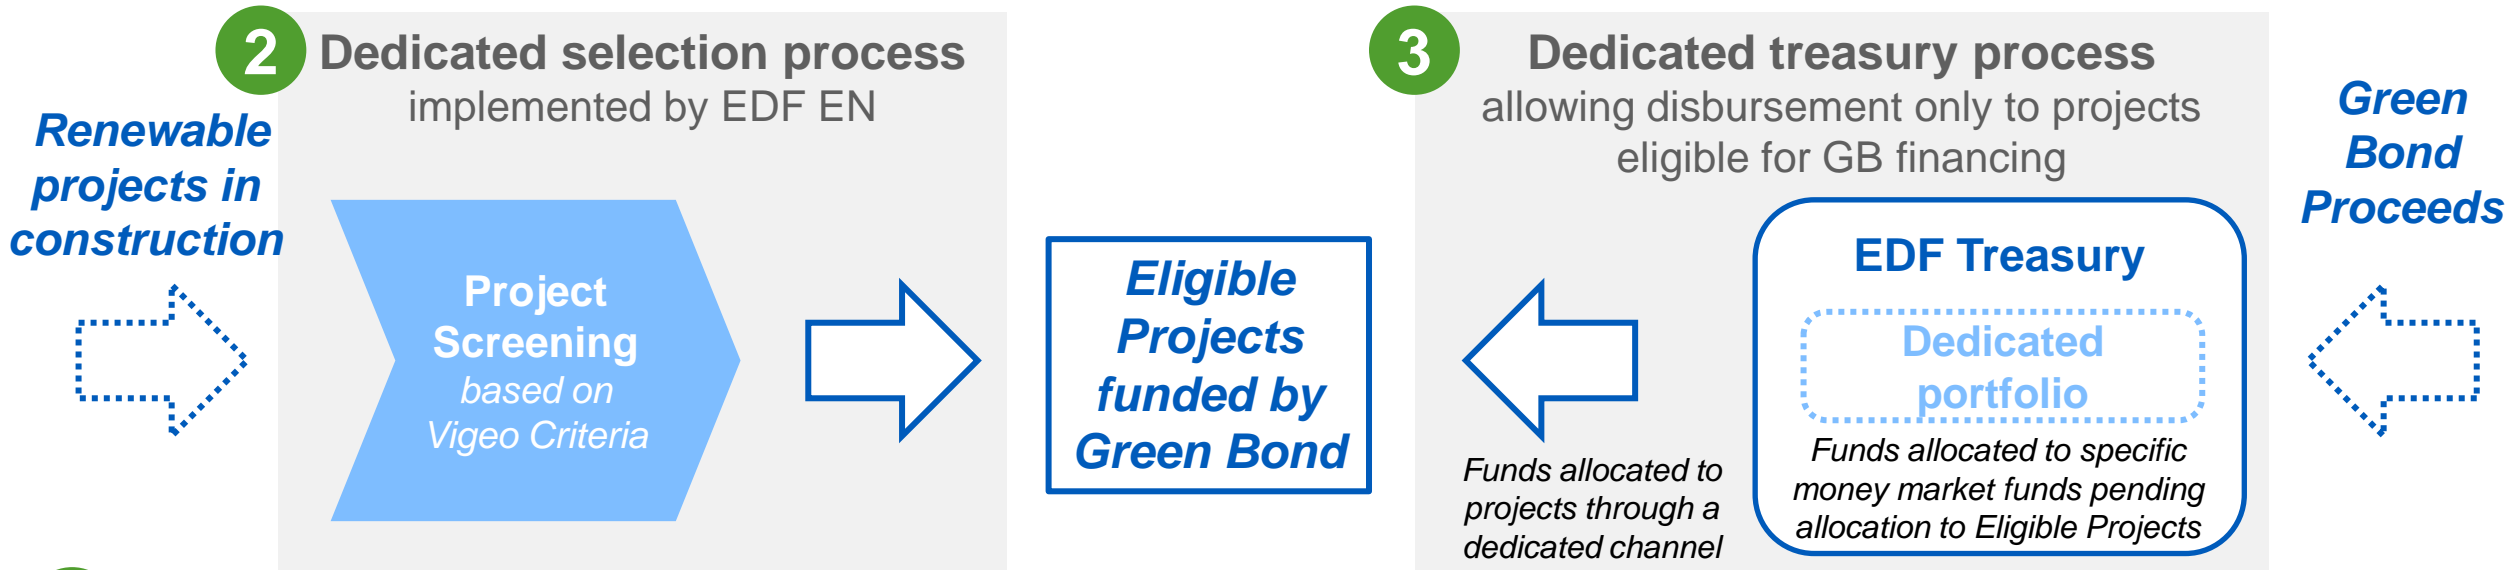 2
Dedicated selection process
implemented by EDF EN
Renewable
projects in
construction
Project
Screening
based on
Vigeo Criteria
Eligible
Projects
funded by
Green Bond
3
Dedicated treasury process
allowing disbursement only to projects
eligible for GB financing
Funds allocated to
projects through a
dedicated channel
EDF Treasury
Dedicated
portfolio
Funds allocated to specific
money market funds pending
allocation to Eligible Projects
Green
Bond
Proceeds